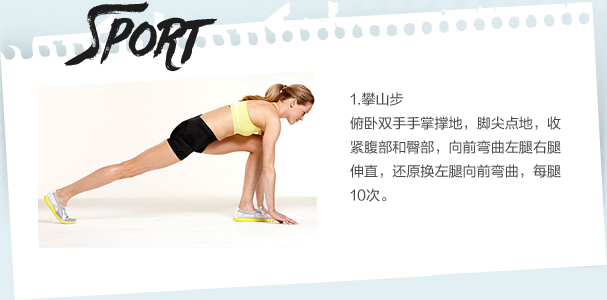 SPORT
1.攀山步
俯卧双手手掌撑地，脚尖点地，收
紧腹部和臀部，向前弯曲左腿右腿
伸直，还原换左腿向前弯曲，每腿
10次。